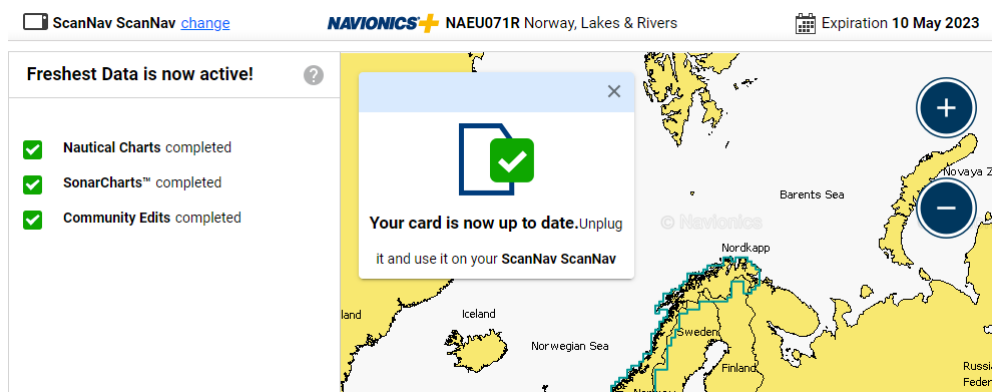 ScanNav ScanNav change
NAVIONICS+ NAEU071R Norway, Lakes & Rivers
Expiration 10 May 2023
Freshest Data is now active!
?
Nautical Charts completed
SonarCharts™ completed
Community Edits completed
Your card is now up to date.Unplug
it and use it on your ScanNav ScanNav
+
−
Novaya Z
Barents Sea
© Navionics
Nordkapp
land
Iceland
Norwegian Sea
Sweden
Finland
Russia
Feder